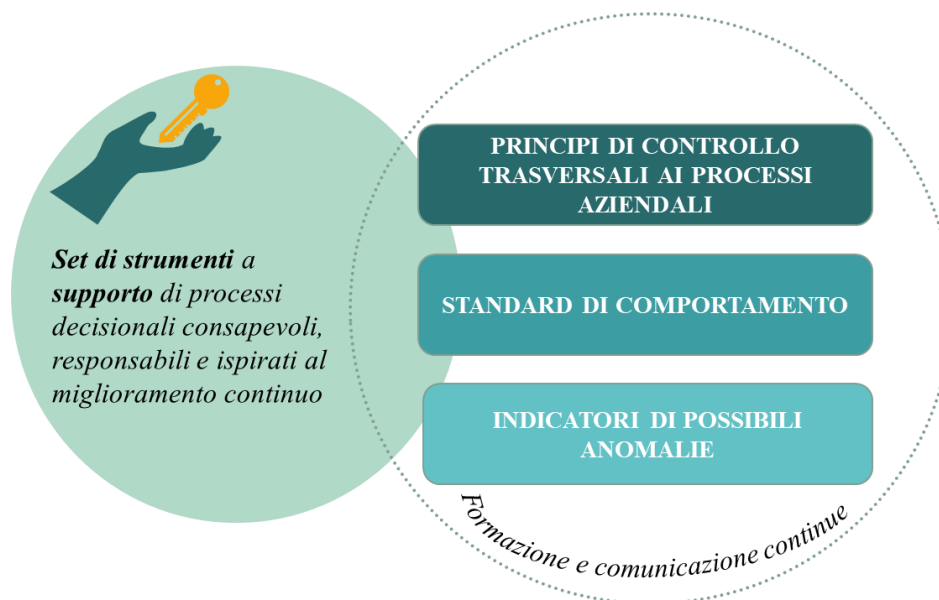 Set di strumenti a
supporto di processi
decisionali consapevoli,
responsabili e ispirati al
miglioramento continuo
PRINCIPI DI CONTROLLO
TRASVERSALI AI PROCESSI
AZIENDALI
STANDARD DI COMPORTAMENTO
INDICATORI DI POSSIBILI
ANOMALIE
Formazione e comunicazione continue